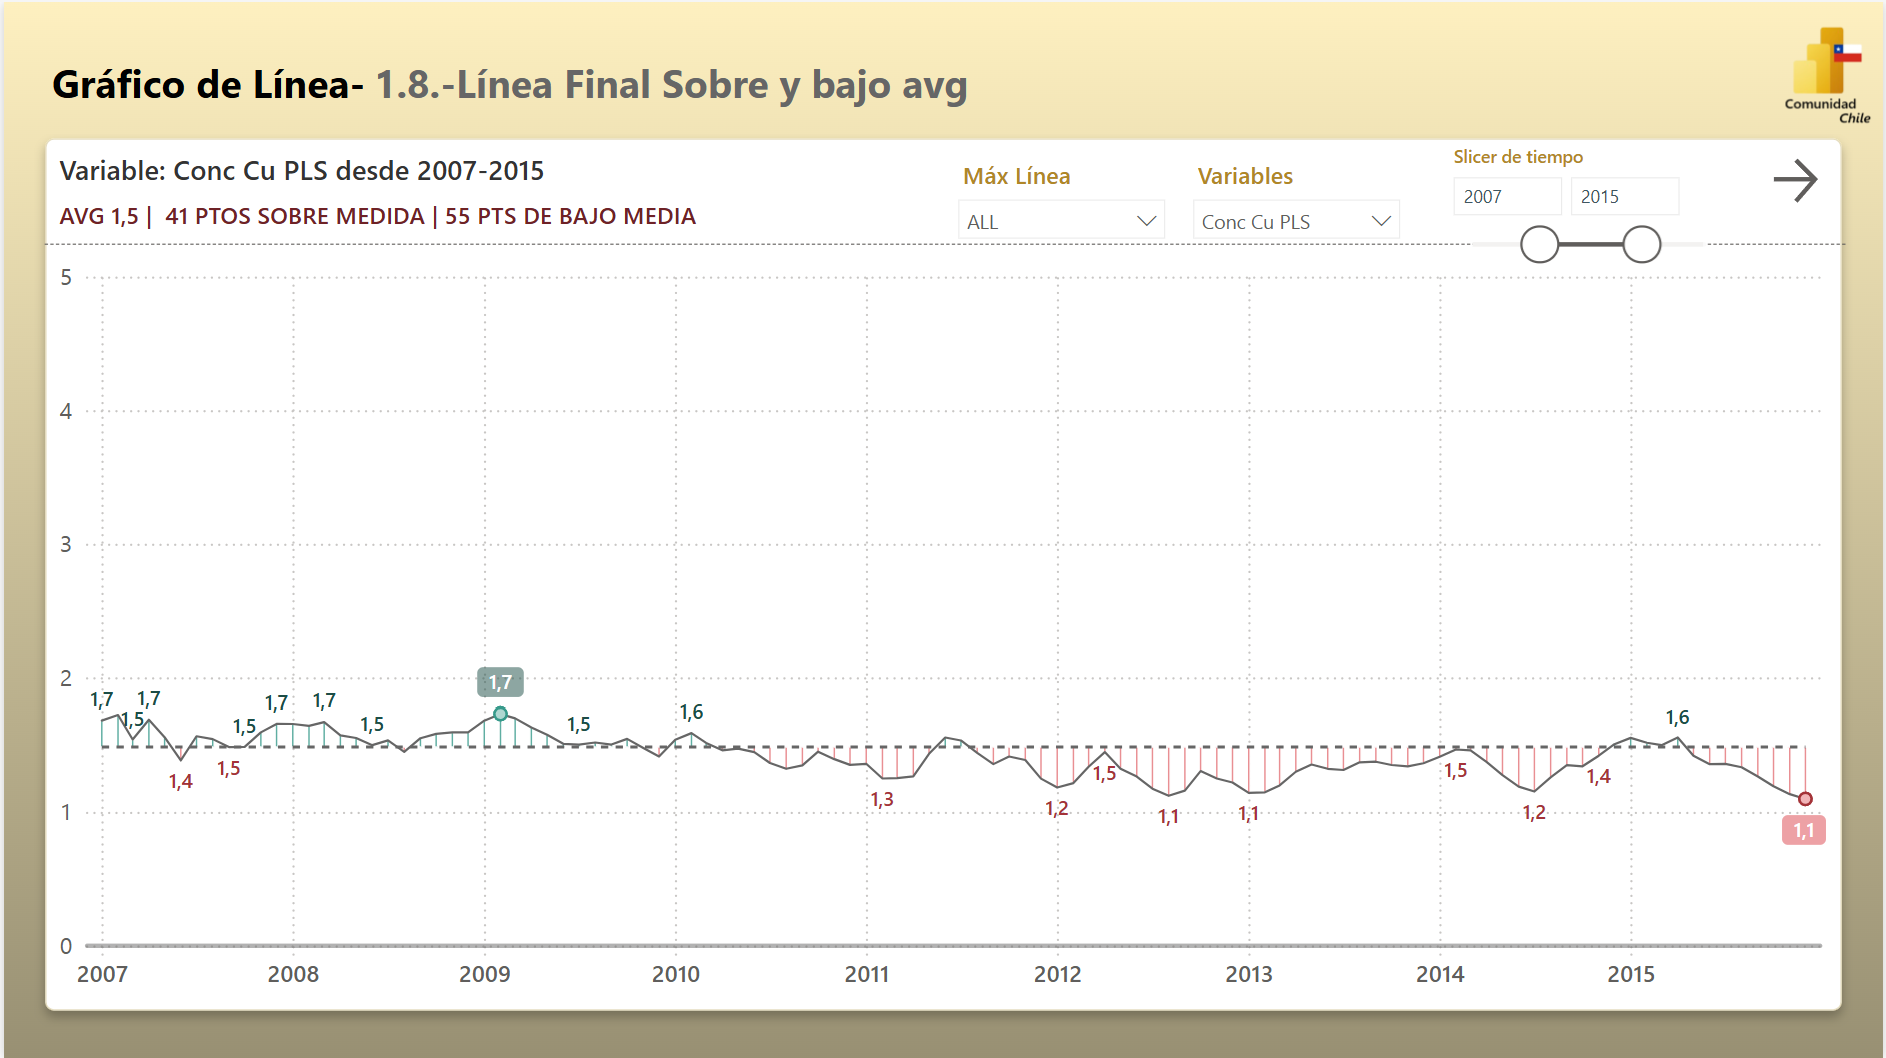 Gráfico de Línea- 1.8.-Línea Final Sobre y bajo avg
Comunidad
Chile
Variable: Conc Cu PLS desde 2007-2015
AVG 1,5 | 41 PTOS SOBRE MEDIDA | 55 PTS DE BAJO MEDIA
Máx Línea
ALL
Variables
Conc Cu PLS
Slicer de tiempo
2007 2015
5
4
3
2
1
0
1,7 1,5 1,7 1,4 1,5 1,5 1,7 1,7 1,5 1,7 1,5 1,6 1,3 1,2 1,5 1,1 1,1 1,5 1,2 1,4 1,6 1,1
2007 2008 2009 2010 2011 2012 2013 2014 2015